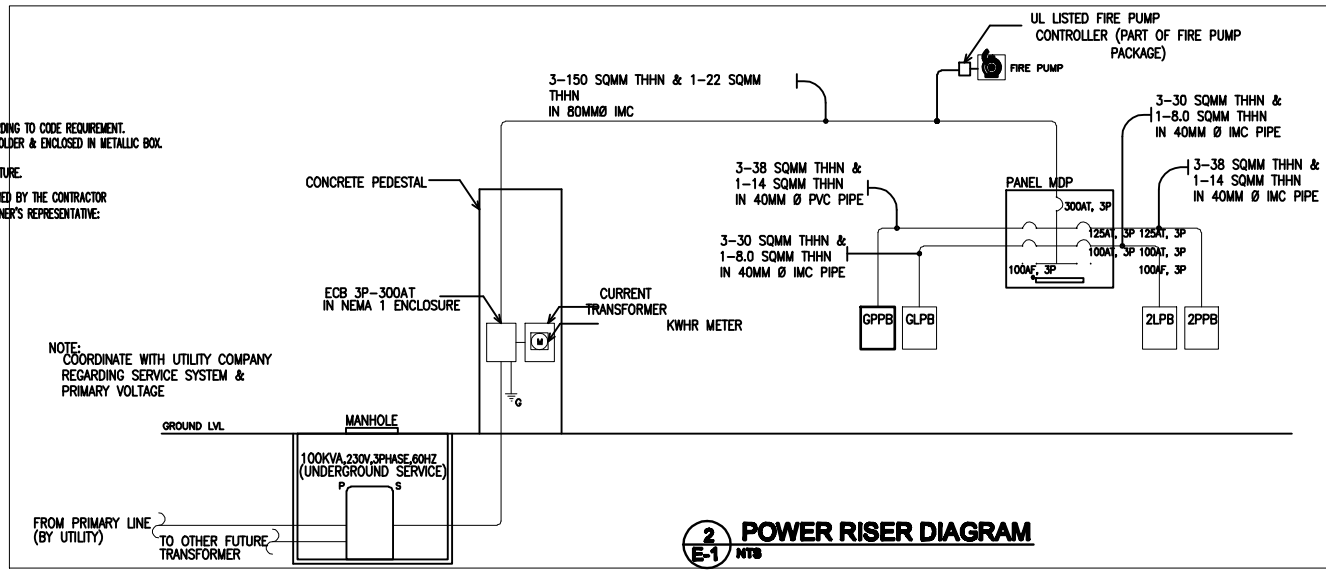 UL LISTED FIRE PUMP
CONTROLLER (PART OF FIRE PUMP
PACKAGE)
FIRE PUMP
3-150 SQMM THHN & 1-22 SQMM
THHN
IN 80MMØ IMC
3-30 SQMM THHN &
1-8.0 SQMM THHN
IN 40MM Ø IMC PIPE
RDING TO CODE REQUIREMENT.
OLDER & ENCLOSED IN METALLIC BOX.
TURE.
ED BY THE CONTRACTOR
NER'S REPRESENTATIVE:
CONCRETE PEDESTAL
3-38 SQMM THHN &
1-14 SQMM THHN
IN 40MM Ø PVC PIPE
PANEL MDP
3-38 SQMM THHN &
1-14 SQMM THHN
IN 40MM Ø IMC PIPE
300AT, 3P
125AT, 3P 125AT, 3P
100AT, 3P 100AT, 3P
100AF, 3P 100AF, 3P
3-30 SQMM THHN &
1-8.0 SQMM THHN
IN 40MM Ø IMC PIPE
ECB 3P-300AT
IN NEMA 1 ENCLOSURE
CURRENT
TRANSFORMER
KWHR METER
M
G
GPPB
GLPB
2LPB
2PPB
NOTE:
COORDINATE WITH UTILITY COMPANY
REGARDING SERVICE SYSTEM &
PRIMARY VOLTAGE
GROUND LVL
MANHOLE
100KVA,230V,3PHASE,60HZ
(UNDERGROUND SERVICE)
P S
FROM PRIMARY LINE
(BY UTILITY)
TO OTHER FUTURE
TRANSFORMER
2
E-1
POWER RISER DIAGRAM
NTS